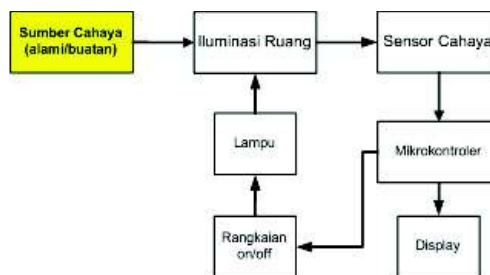 Sumber Cahaya
(alami/buatan)
Iluminasi Ruang
Sensor Cahaya
Lampu
Mikrokontroler
Rangkaian
on/off
Display